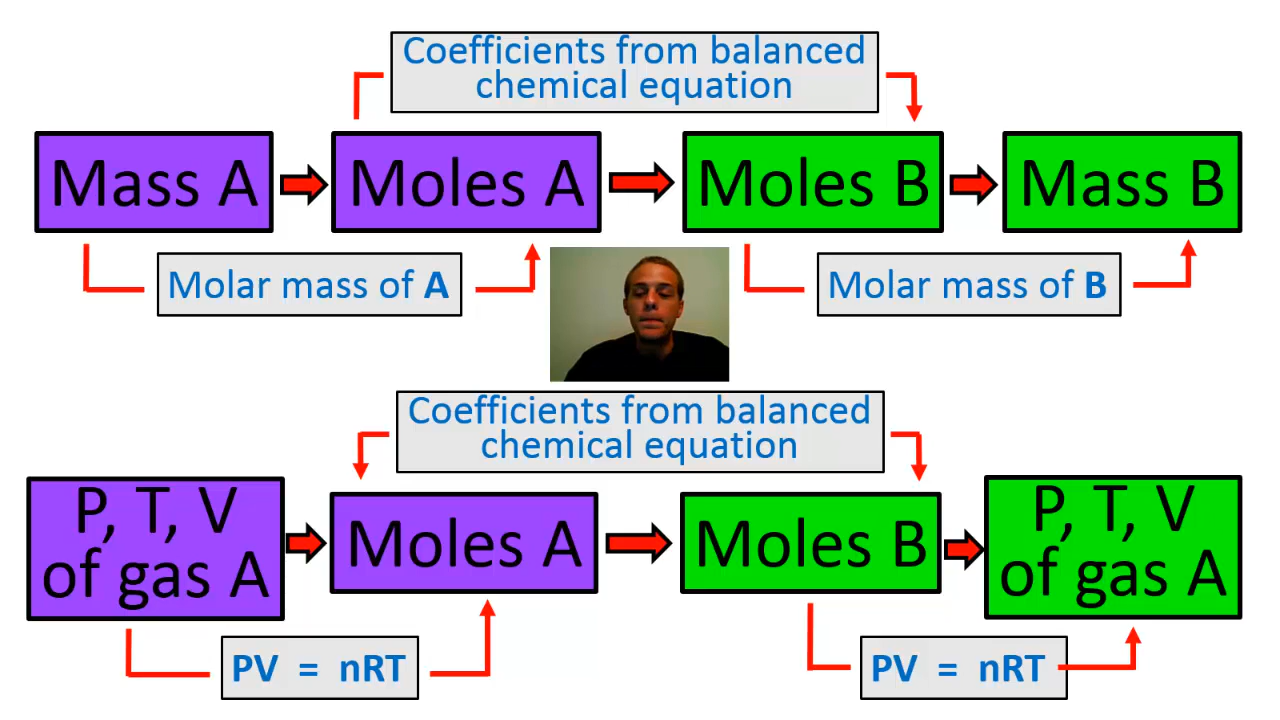 Coefficients from balanced
chemical equation
Mass A
Moles A
Moles B
Mass B
Molar mass of A
Molar mass of B
Coefficients from balanced
chemical equation
P, T, V
of gas A
Moles A
Moles B
P, T, V
of gas A
PV = nRT
PV = nRT